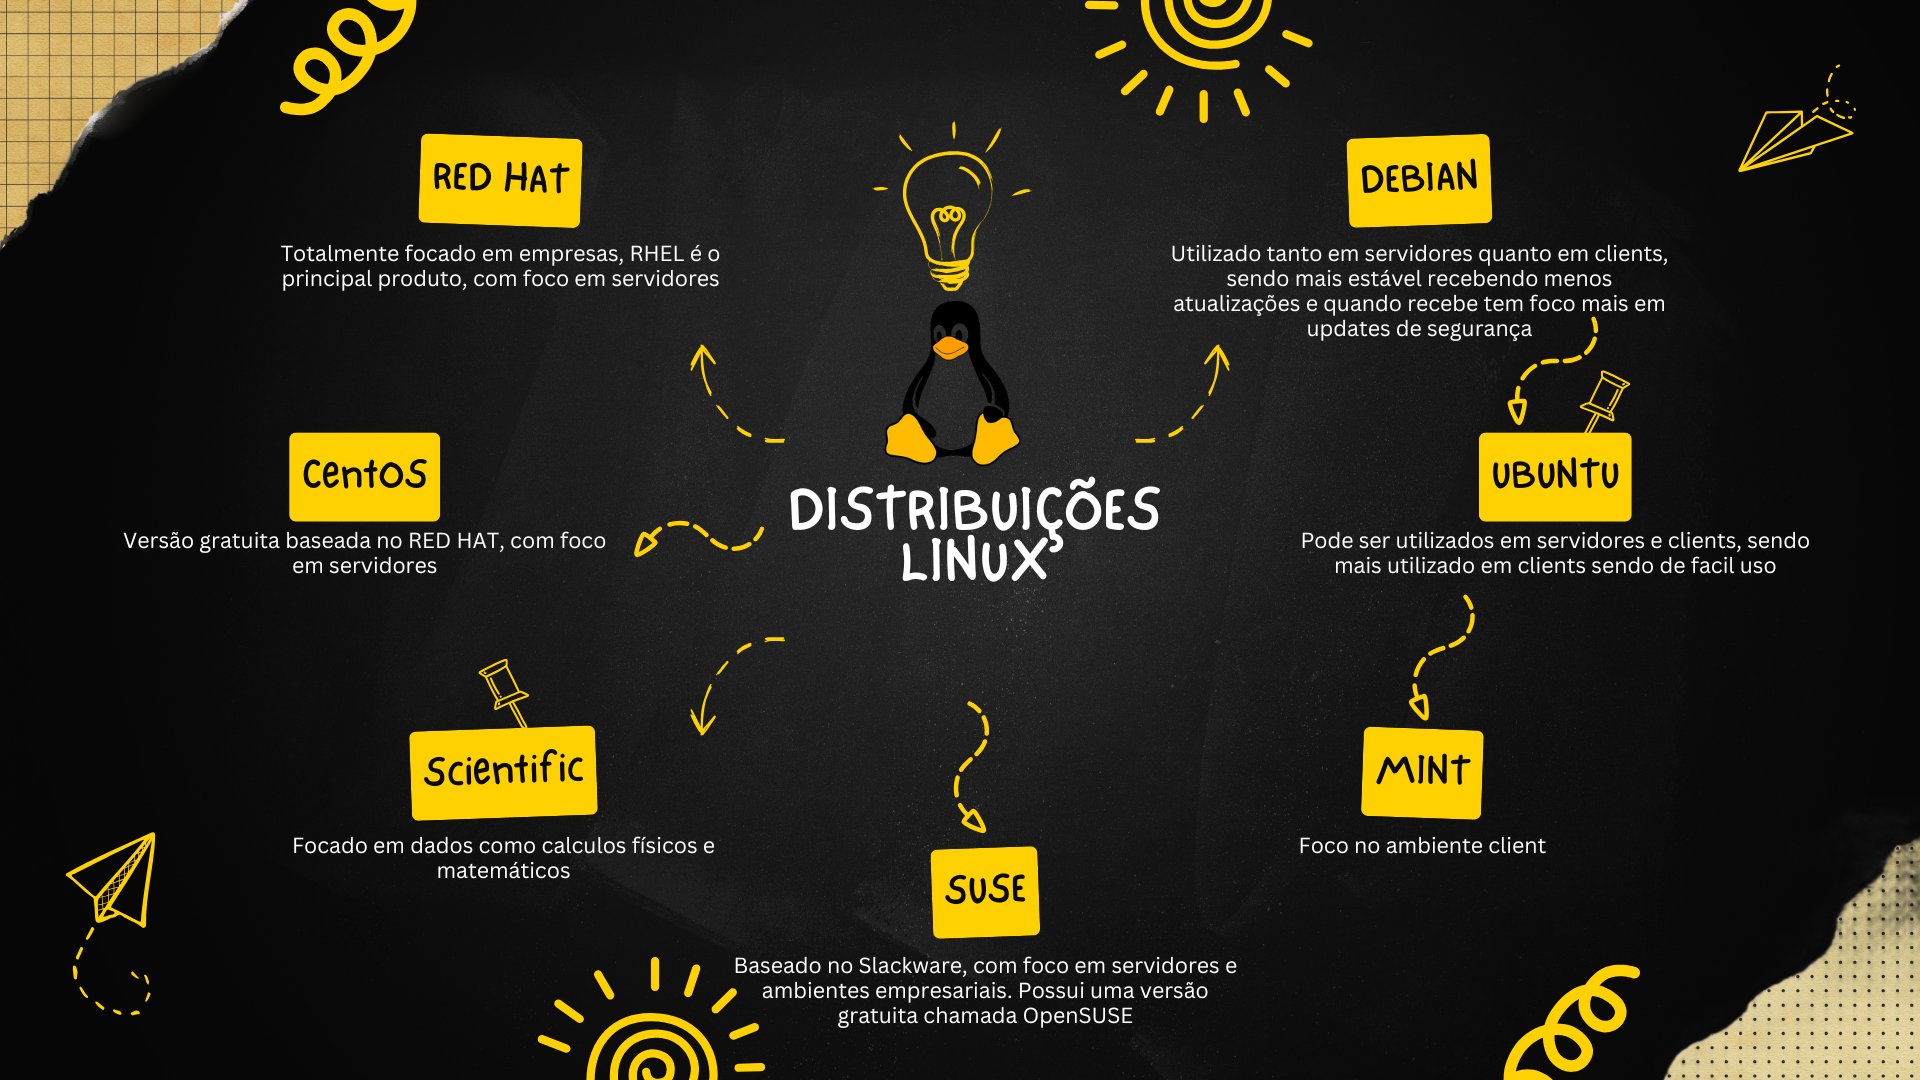 RED HAT
Totalmente focado em empresas, RHEL é o
principal produto, com foco em servidores
DEBIAN
Utilizado tanto em servidores quanto em clients,
sendo mais estável recebendo menos
atualizações e quando recebe tem foco mais em
updates de segurança
CentOS
Versão gratuita baseada no RED HAT, com foco
em servidores
DISTRIBUIÇÕES
LINUX
UBUNTU
Pode ser utilizados em servidores e clients, sendo
mais utilizado em clients sendo de facil uso
Scientific
Focado em dados como calculos físicos e
matemáticos
MINT
Foco no ambiente client
SUSE
Baseado no Slackware, com foco em servidores e
ambientes empresariais. Possui uma versão
gratuita chamada OpenSUSE